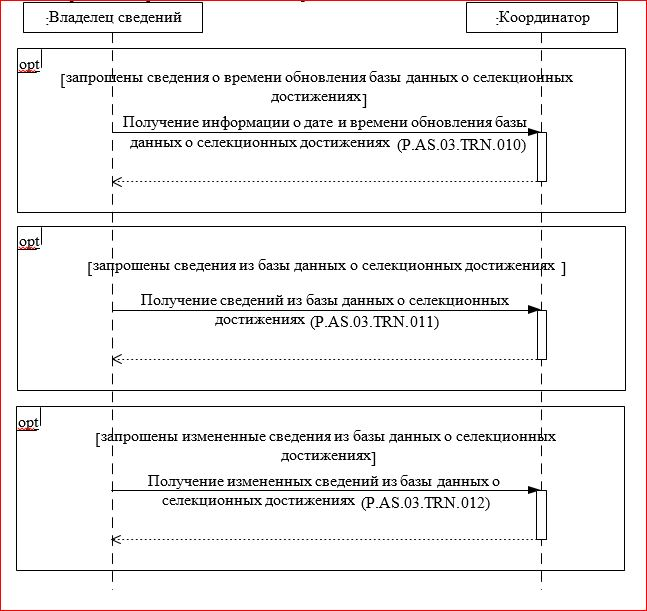 :Владелец сведений
:Координатор
opt
[запрошены сведения о времени обновления базы данных о селекционных
достижениях]
Получение информации о дате и времени обновления базы
данных о селекционных достижениях (P.AS.03.TRN.010)
opt
[запрошены сведения из базы данных о селекционных достижениях ]
Получение сведений из базы данных о селекционных
достижениях (P.AS.03.TRN.011)
opt
[запрошены измененные сведения из базы данных о селекционных
достижениях]
Получение измененных сведений из базы данных о
селекционных достижениях (P.AS.03.TRN.012)